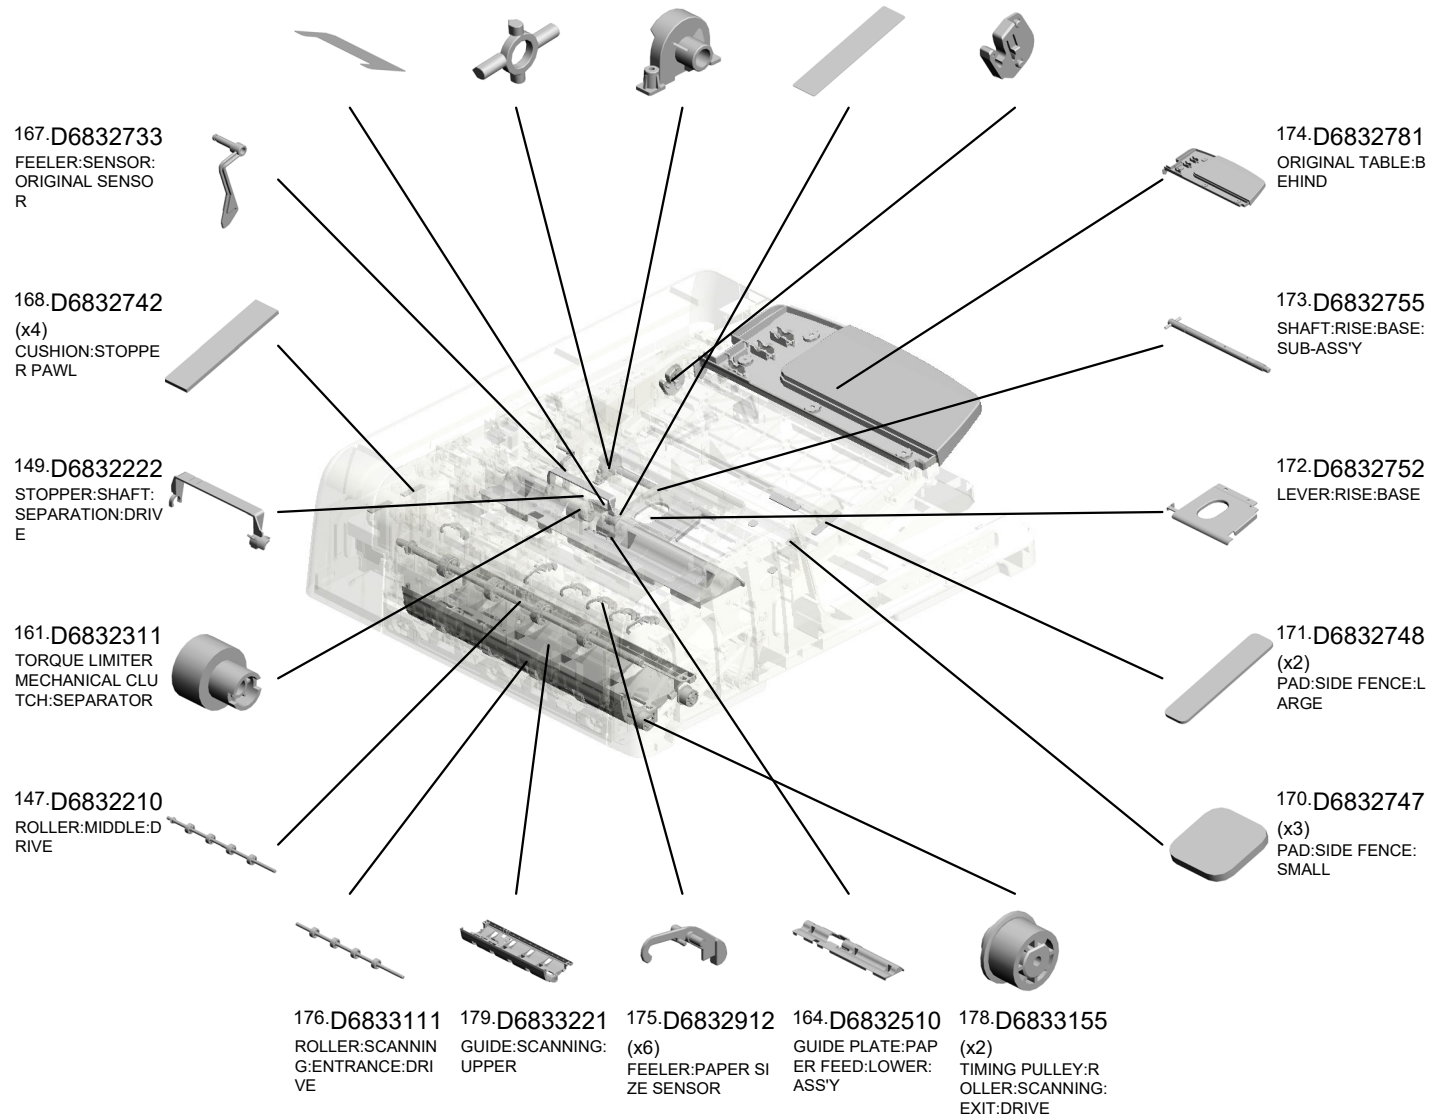 167.D6832733
FEELER:SENSOR:
ORIGINAL SENSO
R
168.D6832742
(x4)
CUSHION:STOPPE
R PAWL
149.D6832222
STOPPER:SHAFT:
SEPARATION:DRIV
E
161.D6832311
TORQUE LIMITER
MECHANICAL CLU
TCH:SEPARATOR
147.D6832210
ROLLER:MIDDLE:D
RIVE
176.D6833111
ROLLER:SCANNIN
G:ENTRANCE:DRI
VE
179.D6833221
GUIDE:SCANNING:
UPPER
175.D6832912
(x6)
FEELER:PAPER SI
ZE SENSOR
164.D6832510
GUIDE PLATE:PAP
ER FEED:LOWER:
ASS'Y
178.D6833155
(x2)
TIMING PULLEY:R
OLLER:SCANNING:
EXIT:DRIVE
174.D6832781
ORIGINAL TABLE:B
EHIND
173.D6832755
SHAFT:RISE:BASE:
SUB-ASS'Y
172.D6832752
LEVER:RISE:BASE
171.D6832748
(x2)
PAD:SIDE FENCE:L
ARGE
170.D6832747
(x3)
PAD:SIDE FENCE:
SMALL